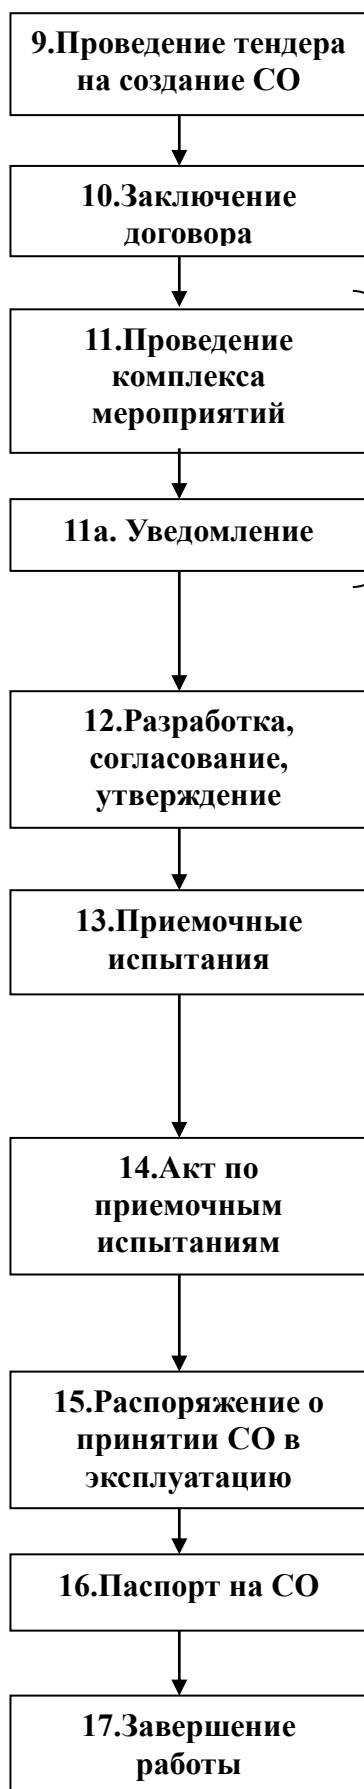 9.Проведение тендера
на создание СО
10.Заключение
договора
11.Проведение
комплекса
мероприятий
11а. Уведомление
12.Разработка,
согласование,
утверждение
13.Приемочные
испытания
14.Акт по
приемочным
испытаниям
15.Распоряжение о
принятии СО в
эксплуатацию
16.Паспорт на СО
17.Завершение
работы